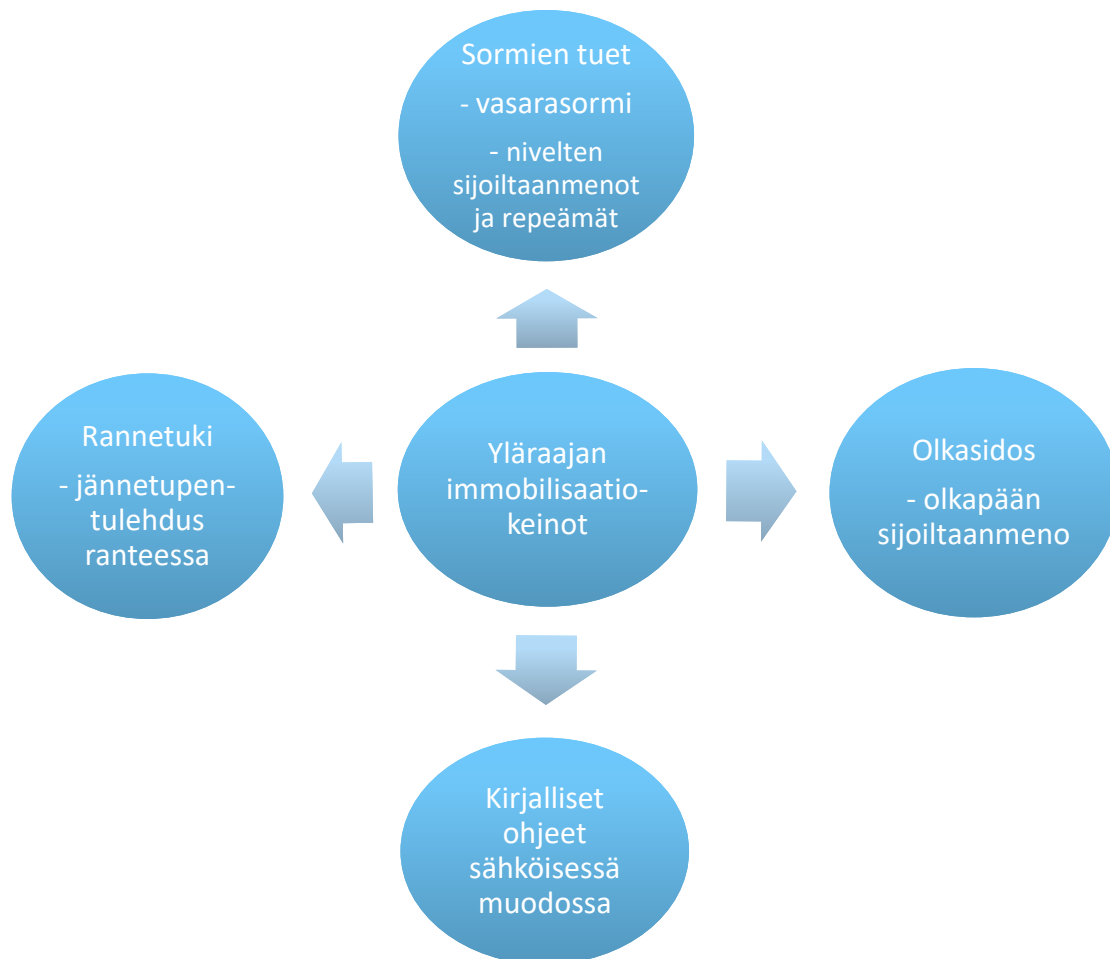 Sormien tuet
- vasarasormi
- nivelten
sijoiltaanmenot
ja repeämät
Rannetuki
- jännetupen-
tulehdus
ranteessa
Yläraajan
immobilisaatio-
keinot
Olkasidos
- olkapään
sijoiltaanmeno
Kirjalliset
ohjeet
sähköisessä
muodossa